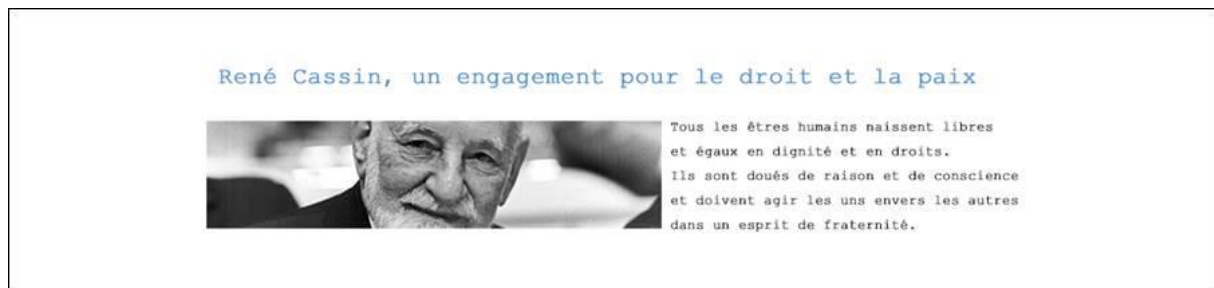 René Cassin, un engagement pour le droit et la paix
Tous les êtres humains naissent libres
et égaux en dignité et en droits.
Ils sont doués de raison et de conscience
et doivent agir les uns envers les autres
dans un esprit de fraternité.